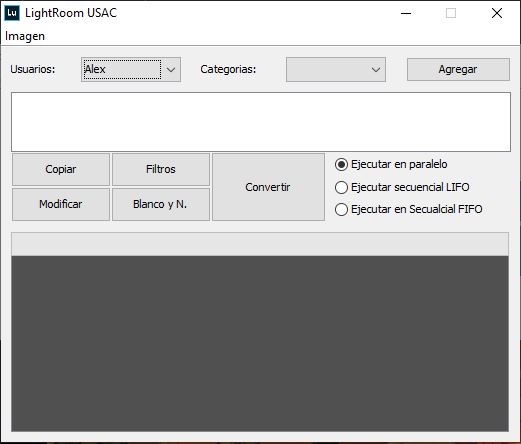 Lu LightRoom USAC
Imagen
Usuarios: Alex Categorias: Agregar
Copiar Filtros
Convertir
Modificar Blanco y N.
Ejecutar en paralelo
Ejecutar secuencial LIFO
Ejecutar en Secualcial FIFO